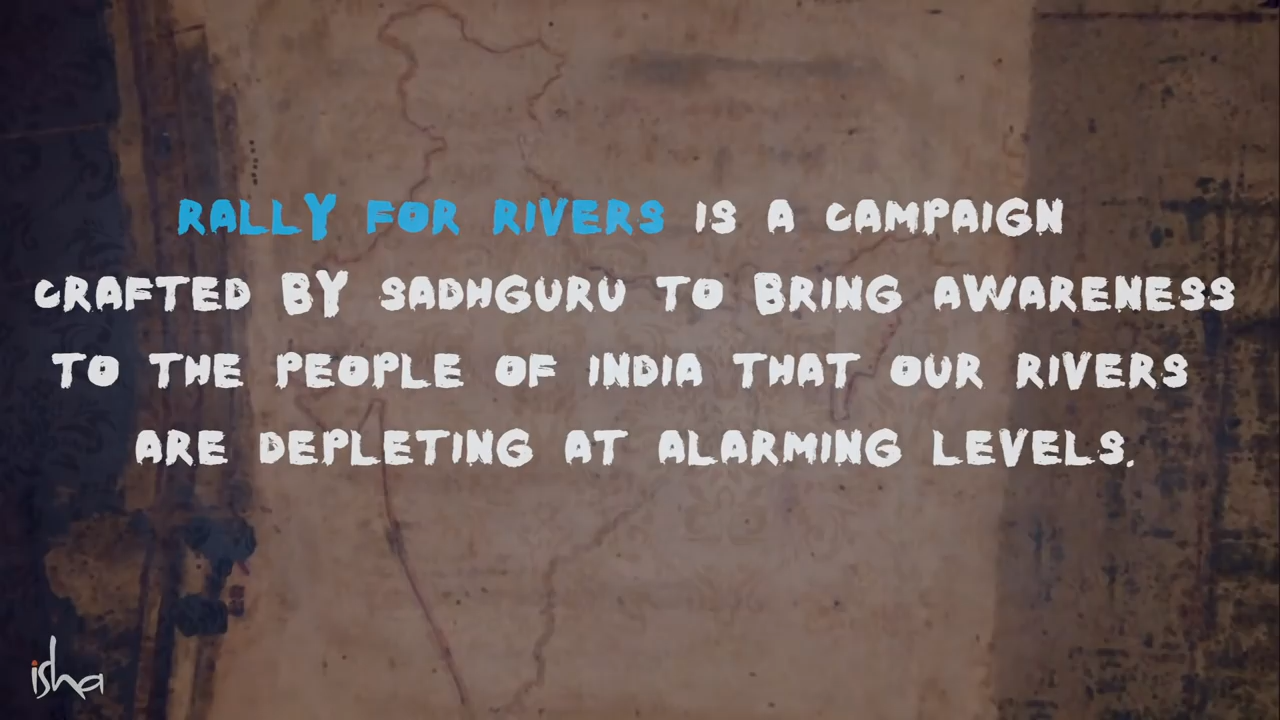 RALLY FOR RIVERS IS A CAMPAIGN
CRAFTED BY SADHGURU TO BRING AWARENESS
TO THE PEOPLE OF INDIA THAT OUR RIVERS
ARE DEPLETING AT ALARMING LEVELS.
isha